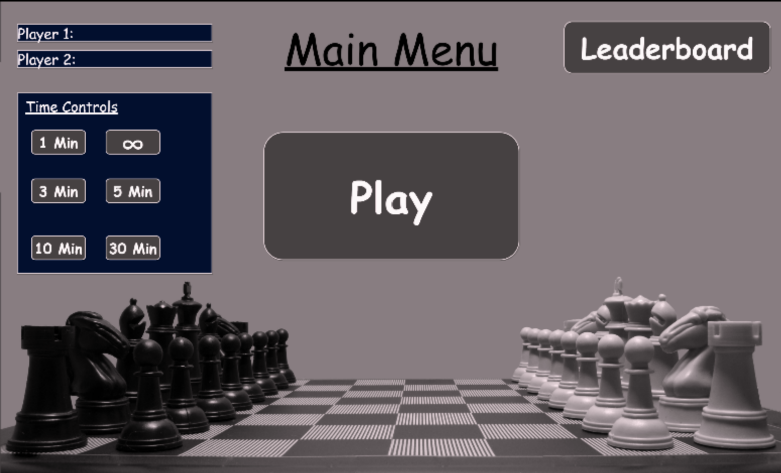 Player 1:
Player 2:
Main Menu
Leaderboard
Time Controls
1 Min ∞
3 Min 5 Min
10 Min 30 Min
Play